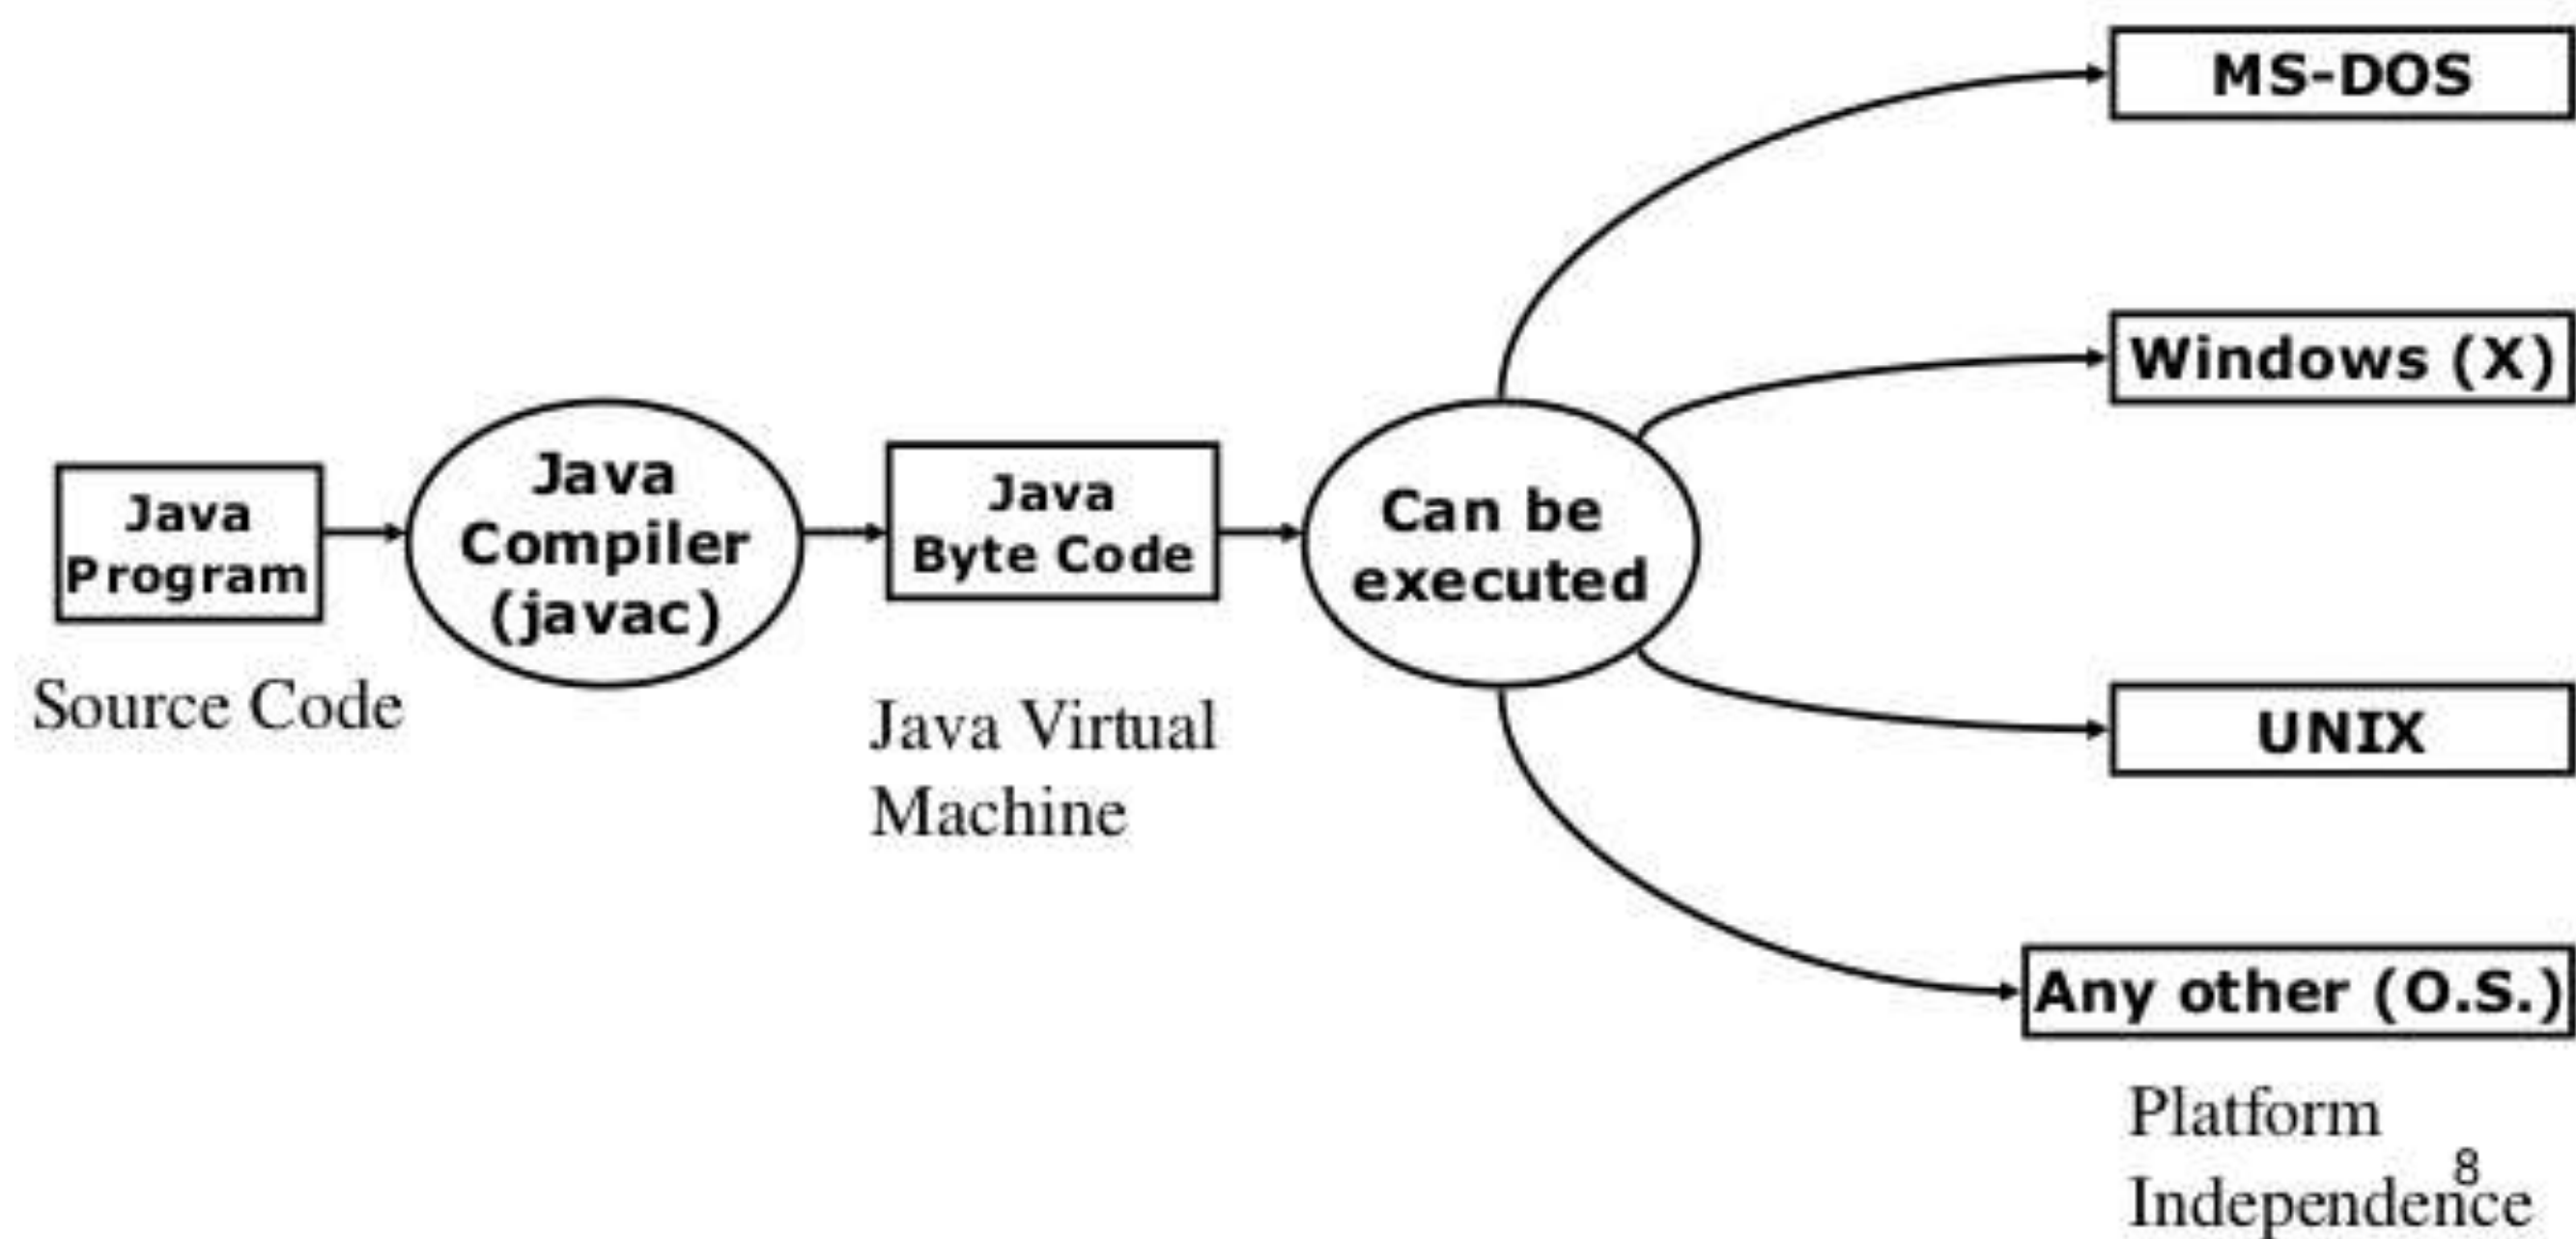 Java
Program
Source Code
Java
Compiler
(javac)
Java
Byte Code
Java Virtual
Machine
Can be
executed
MS-DOS
Windows (X)
UNIX
Any other (O.S.)
Platform
Independence
8